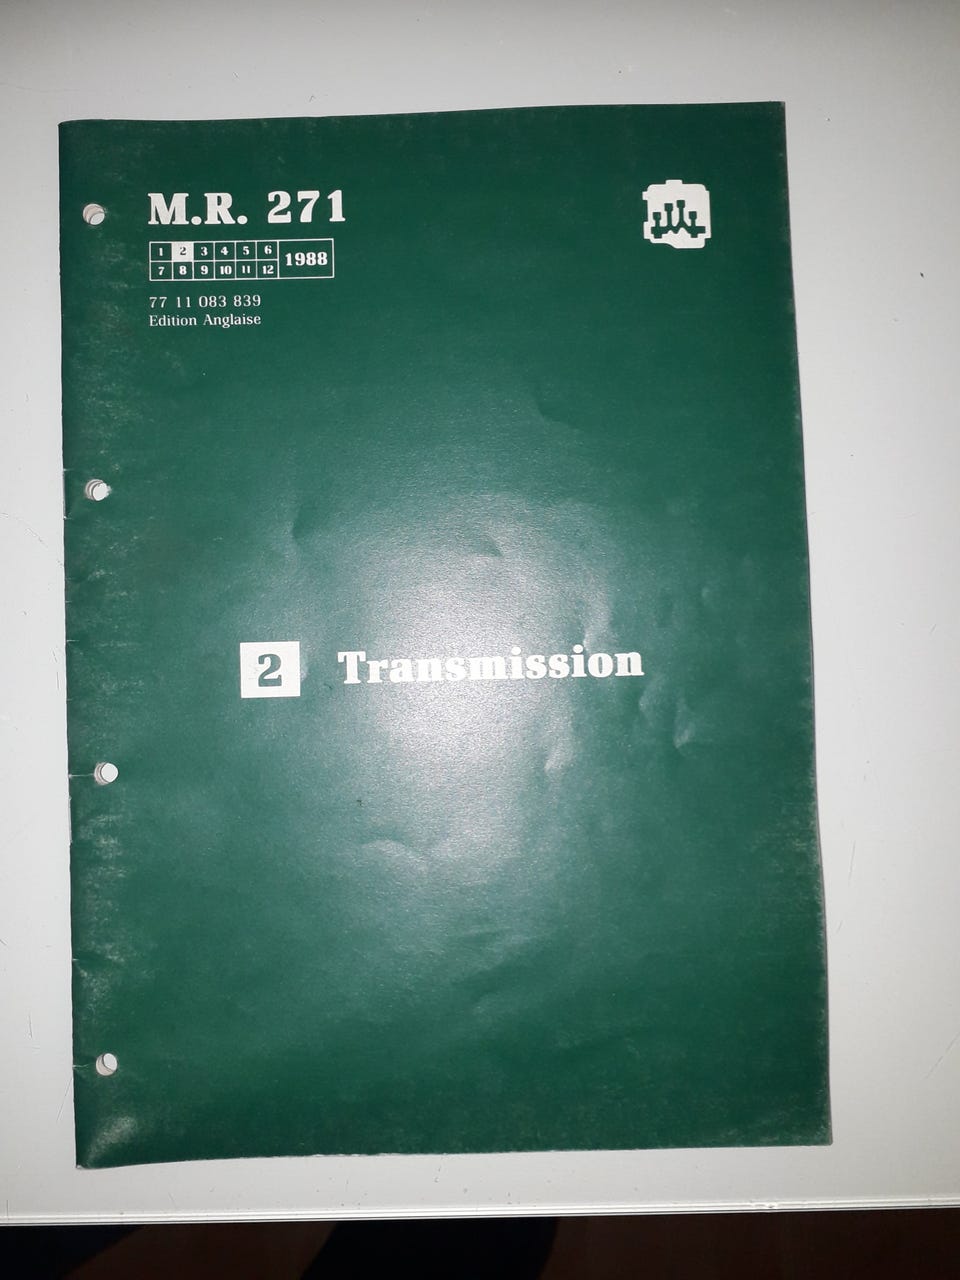 M.R. 271
1 2 3 4 5 6 1988
7 8 9 10 11 12
77 11 083 839
Edition Anglaise
2 Transmission